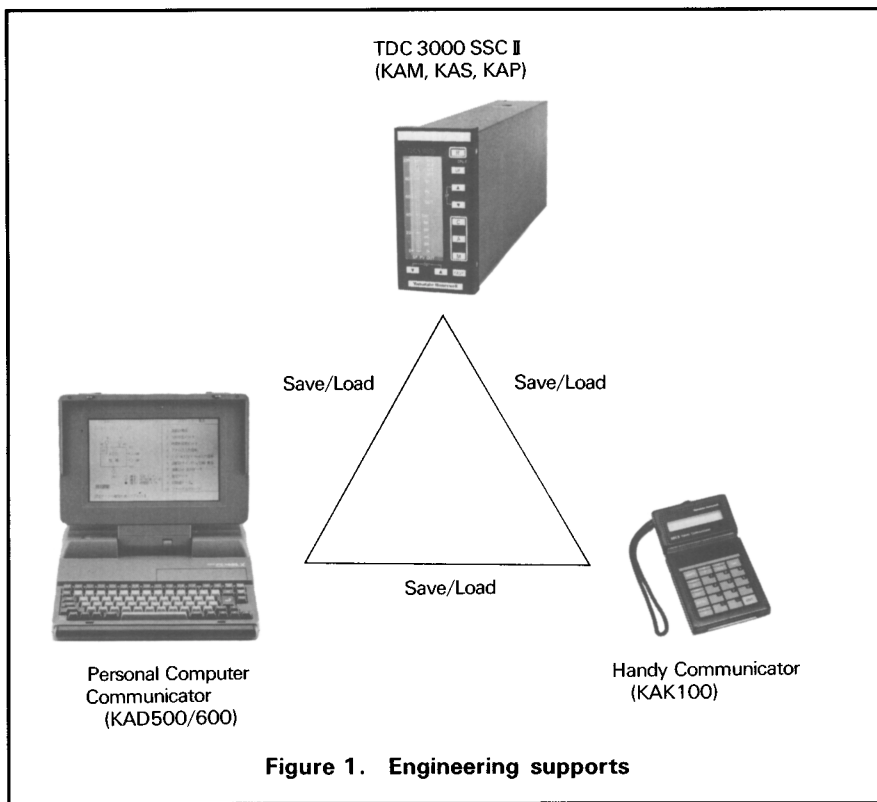 TDC 3000 SSC II
(KAM, KAS, KAP)
Save/Load
Save/Load
Save/Load
Personal Computer
Communicator
(KAD500/600)
Handy Communicator
(KAK100)
Figure 1. Engineering supports